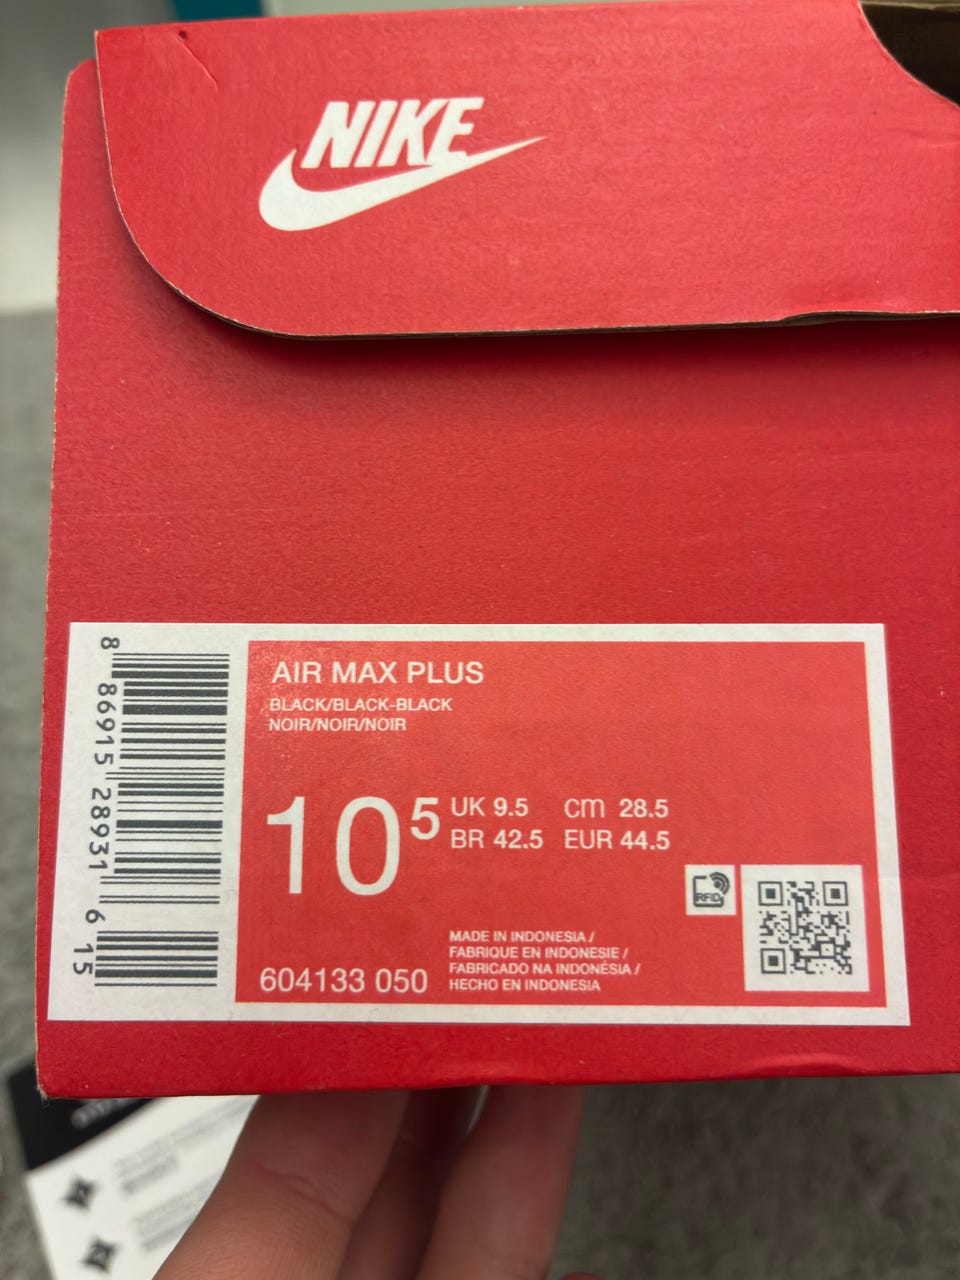 NIKE
AIR MAX PLUS
BLACK/BLACK-BLACK
NOIR/NOIR/NOIR
10⁵
UK 9.5 cm 28.5
BR 42.5 EUR 44.5
RFID
604133 050
MADE IN INDONESIA /
FABRIQUE EN INDONESIE /
FABRICADO NA INDONÉSIA /
HECHO EN INDONESIA
8 86915 28931 6 15